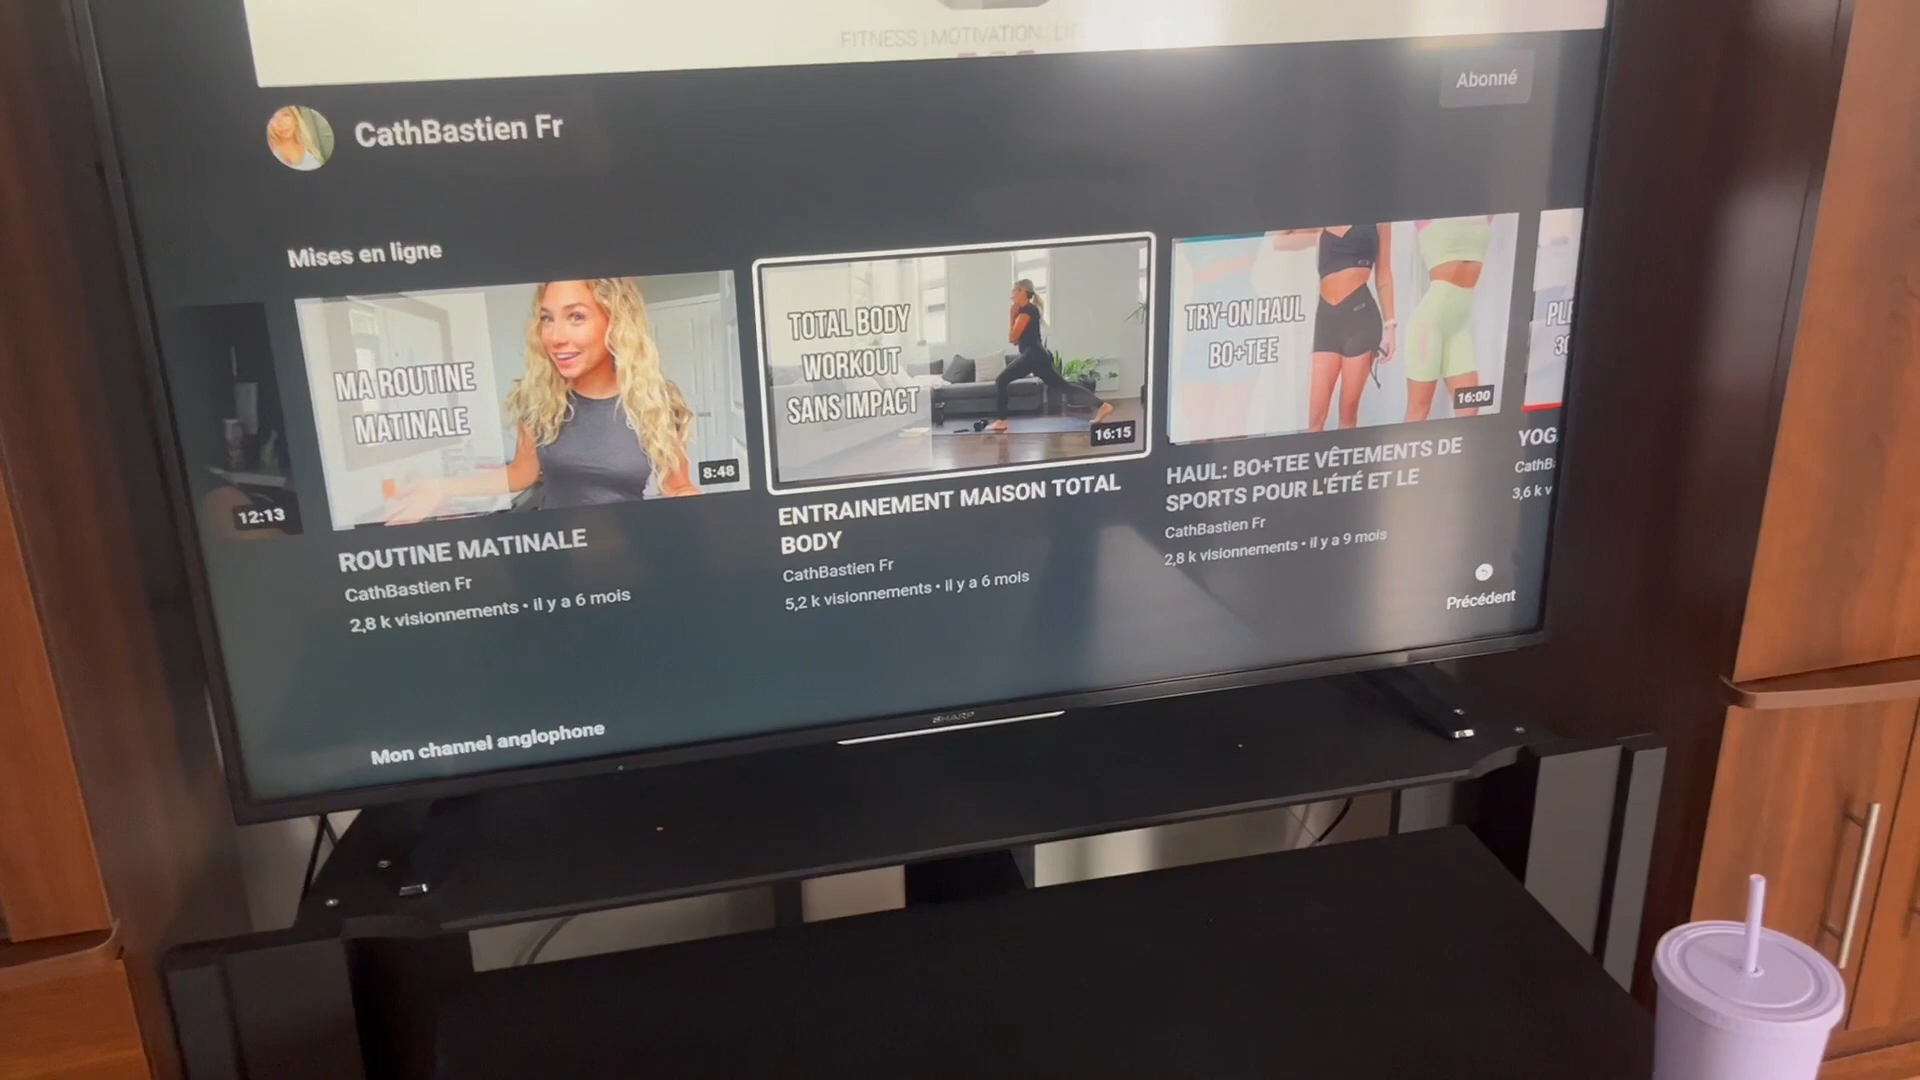 FITNESS | MOTIVATION
Abonné
CathBastien Fr
Mises en ligne
MA ROUTINE
MATINALE
8:48
TOTAL BODY
WORKOUT
SANS IMPACT
16:15
TRY-ON HAUL
BO+TEE
16:00
12:13
ROUTINE MATINALE
CathBastien Fr
2,8 k visionnements • il y a 6 mois
ENTRAINEMENT MAISON TOTAL
BODY
CathBastien Fr
5,2 k visionnements • il y a 6 mois
HAUL: BO+TEE VÊTEMENTS DE
SPORTS POUR L'ÉTÉ ET LE
CathBastien Fr
2,8 k visionnements • il y a 9 mois
3,6 k v
Précédent
Mon channel anglophone
SHARP